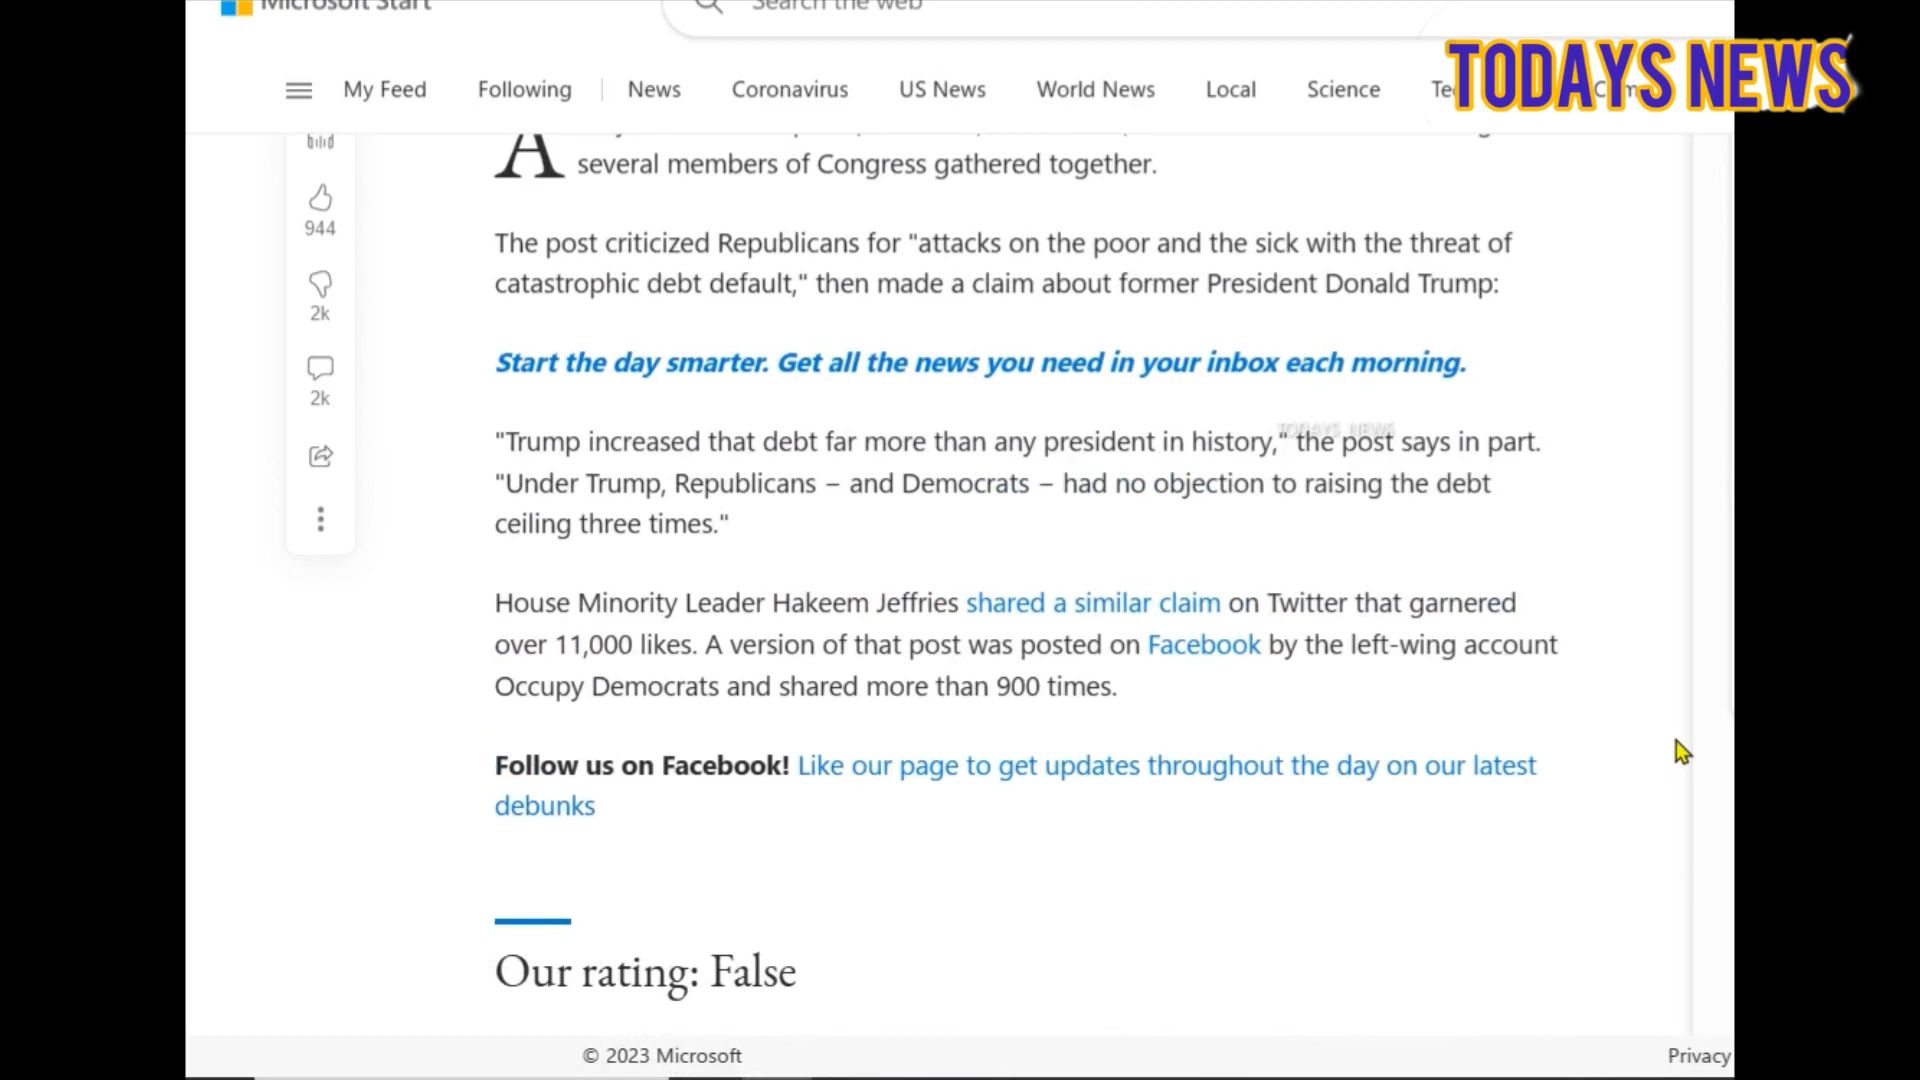 Microsoft Start
Search the web
TODAYS NEWS
My Feed Following News Coronavirus US News World News Local Science
A
several members of Congress gathered together.
944
The post criticized Republicans for "attacks on the poor and the sick with the threat of
catastrophic debt default," then made a claim about former President Donald Trump:
2k
Start the day smarter. Get all the news you need in your inbox each morning.
2k
TODAYS NEWS
"Trump increased that debt far more than any president in history," the post says in part.
"Under Trump, Republicans – and Democrats – had no objection to raising the debt
ceiling three times."
House Minority Leader Hakeem Jeffries shared a similar claim on Twitter that garnered
over 11,000 likes. A version of that post was posted on Facebook by the left-wing account
Occupy Democrats and shared more than 900 times.
Follow us on Facebook! Like our page to get updates throughout the day on our latest
debunks
Our rating: False
© 2023 Microsoft
Privacy